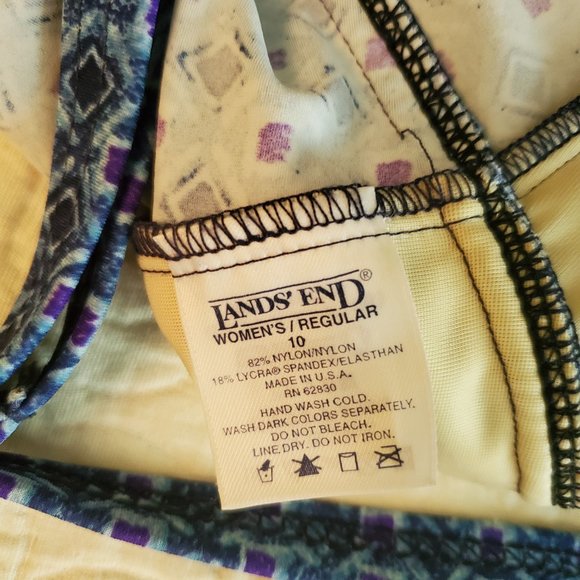 LANDS' END®
WOMEN'S / REGULAR
10
82% NYLON/NYLON
18% LYCRA® SPANDEX/ELASTHAN
MADE IN U.S.A.
RN 62830
HAND WASH COLD.
WASH DARK COLORS SEPARATELY.
DO NOT BLEACH.
LINE DRY. DO NOT IRON.